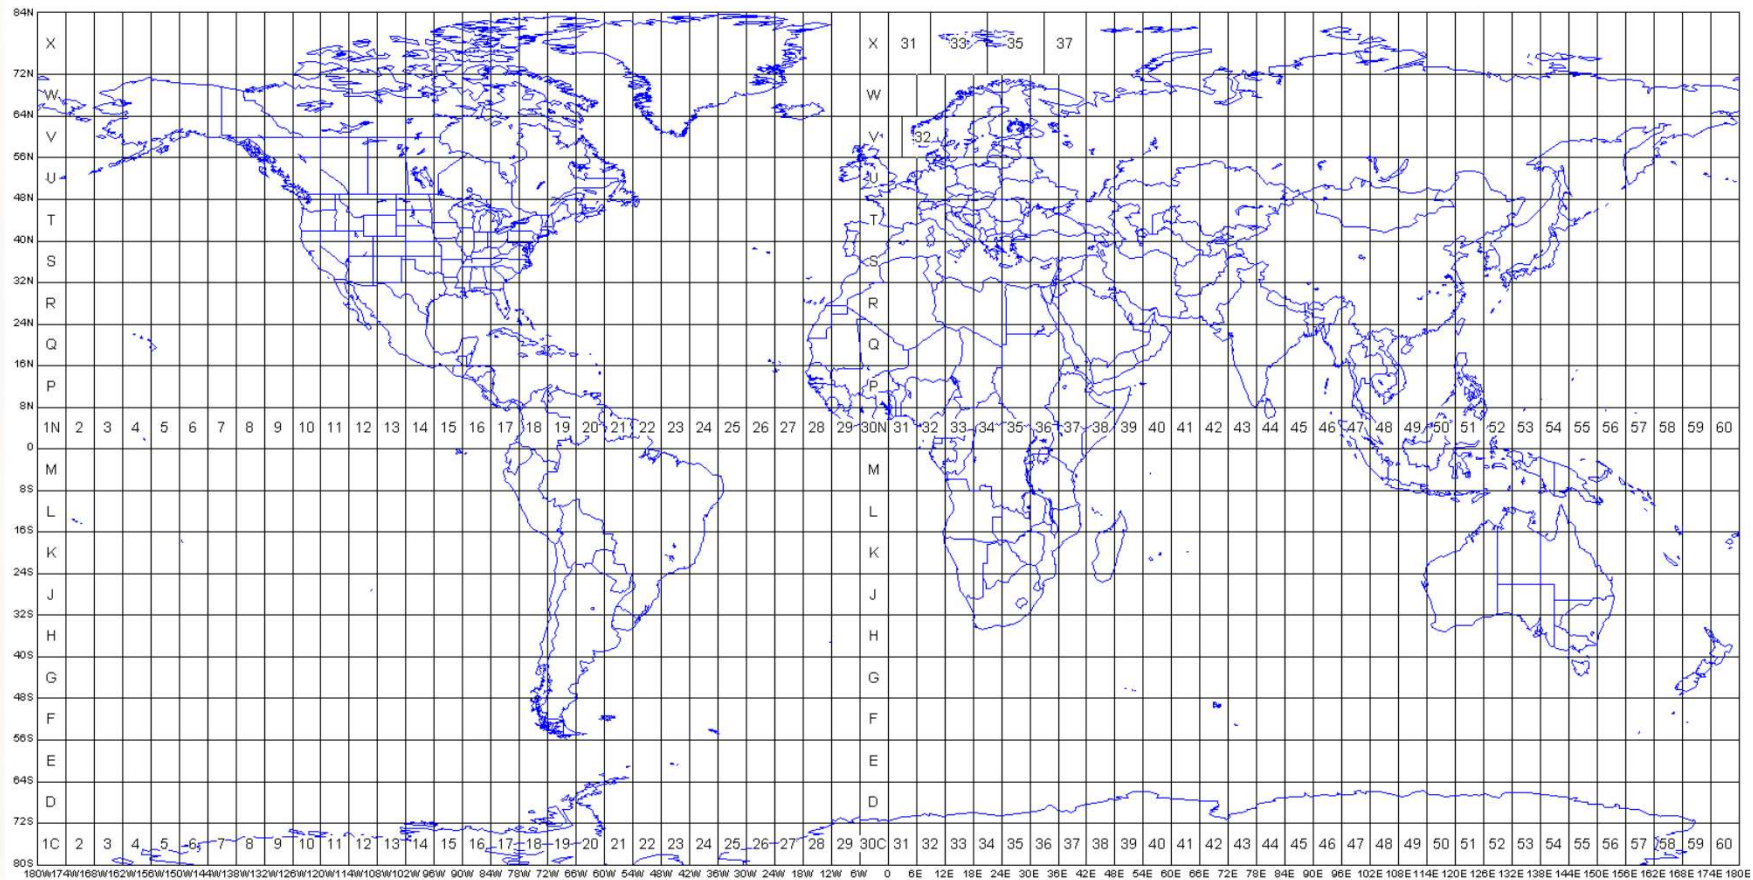 84N
X X 31 33 35 37
72N
W W
64N
V V 32
56N
U U
48N
T T
40N
S S
32N
R R
24N
Q Q
16N
P P
8N
1N 2 3 4 5 6 7 8 9 10 11 12 13 14 15 16 17 18 19 20 21 22 23 24 25 26 27 28 29 30N 31 32 33 34 35 36 37 38 39 40 41 42 43 44 45 46 47 48 49 50 51 52 53 54 55 56 57 58 59 60
0
M M
8S
L L
16S
K K
24S
J J
32S
H H
40S
G G
48S
F F
56S
E E
64S
D D
72S
1C 2 3 4 5 6 7 8 9 10 11 12 13 14 15 16 17 18 19 20 21 22 23 24 25 26 27 28 29 30C 31 32 33 34 35 36 37 38 39 40 41 42 43 44 45 46 47 48 49 50 51 52 53 54 55 56 57 58 59 60
80S
180W 174W 168W 162W 156W 150W 144W 138W 132W 126W 120W 114W 108W 102W 96W 90W 84W 78W 72W 66W 60W 54W 48W 42W 36W 30W 24W 18W 12W 6W 0 6E 12E 18E 24E 30E 36E 42E 48E 54E 60E 66E 72E 78E 84E 90E 96E 102E 108E 114E 120E 126E 132E 138E 144E 150E 156E 162E 168E 174E 180E